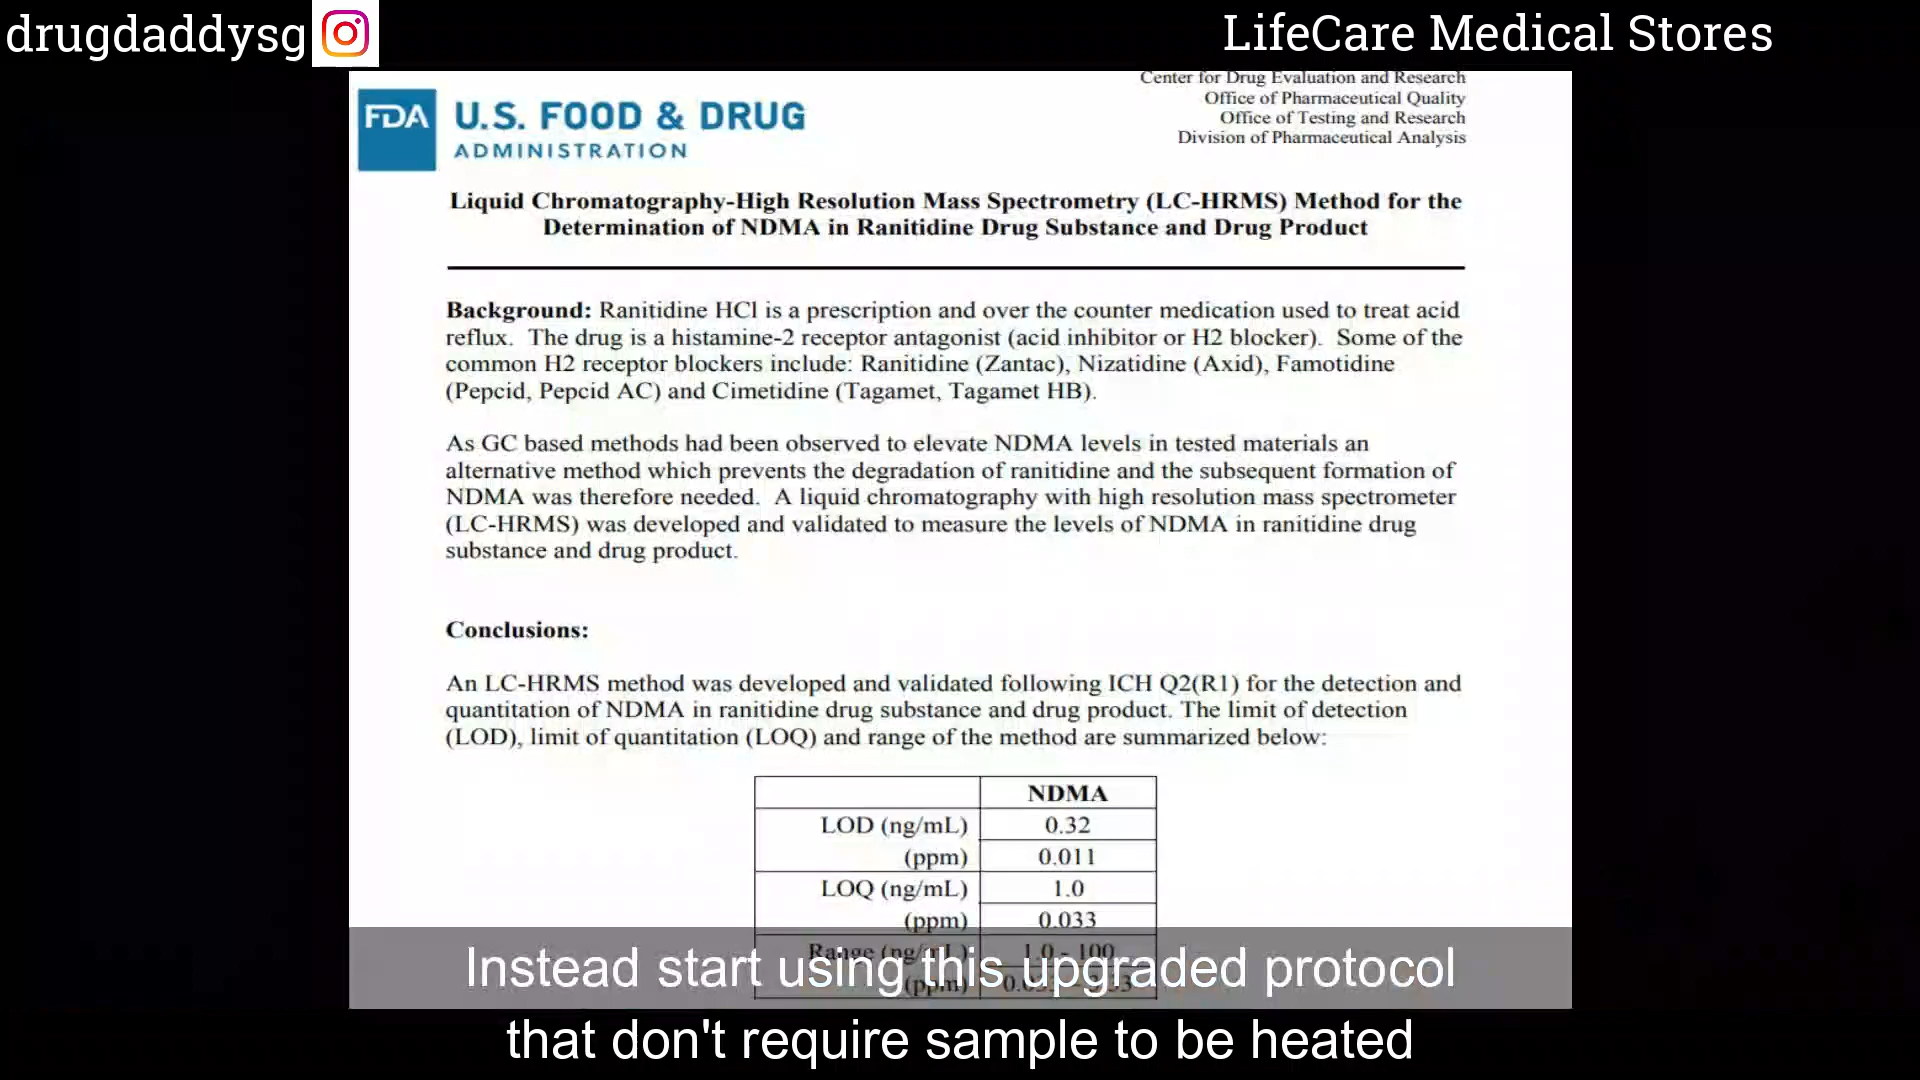 drugdaddysg
LifeCare Medical Stores
Center for Drug Evaluation and Research
Office of Pharmaceutical Quality
Office of Testing and Research
Division of Pharmaceutical Analysis
FDA
U.S. FOOD & DRUG
ADMINISTRATION
Liquid Chromatography-High Resolution Mass Spectrometry (LC-HRMS) Method for the
Determination of NDMA in Ranitidine Drug Substance and Drug Product
Background: Ranitidine HCl is a prescription and over the counter medication used to treat acid
reflux. The drug is a histamine-2 receptor antagonist (acid inhibitor or H2 blocker). Some of the
common H2 receptor blockers include: Ranitidine (Zantac), Nizatidine (Axid), Famotidine
(Pepcid, Pepcid AC) and Cimetidine (Tagamet, Tagamet HB).
As GC based methods had been observed to elevate NDMA levels in tested materials an
alternative method which prevents the degradation of ranitidine and the subsequent formation of
NDMA was therefore needed. A liquid chromatography with high resolution mass spectrometer
(LC-HRMS) was developed and validated to measure the levels of NDMA in ranitidine drug
substance and drug product.
Conclusions:
An LC-HRMS method was developed and validated following ICH Q2(R1) for the detection and
quantitation of NDMA in ranitidine drug substance and drug product. The limit of detection
(LOD), limit of quantitation (LOQ) and range of the method are summarized below:
NDMA
LOD (ng/mL) 0.32
(ppm) 0.011
LOQ (ng/mL) 1.0
(ppm) 0.033
Range (ng/mL) 1.0 - 100
(ppm)
Instead start using this upgraded protocol
that don't require sample to be heated